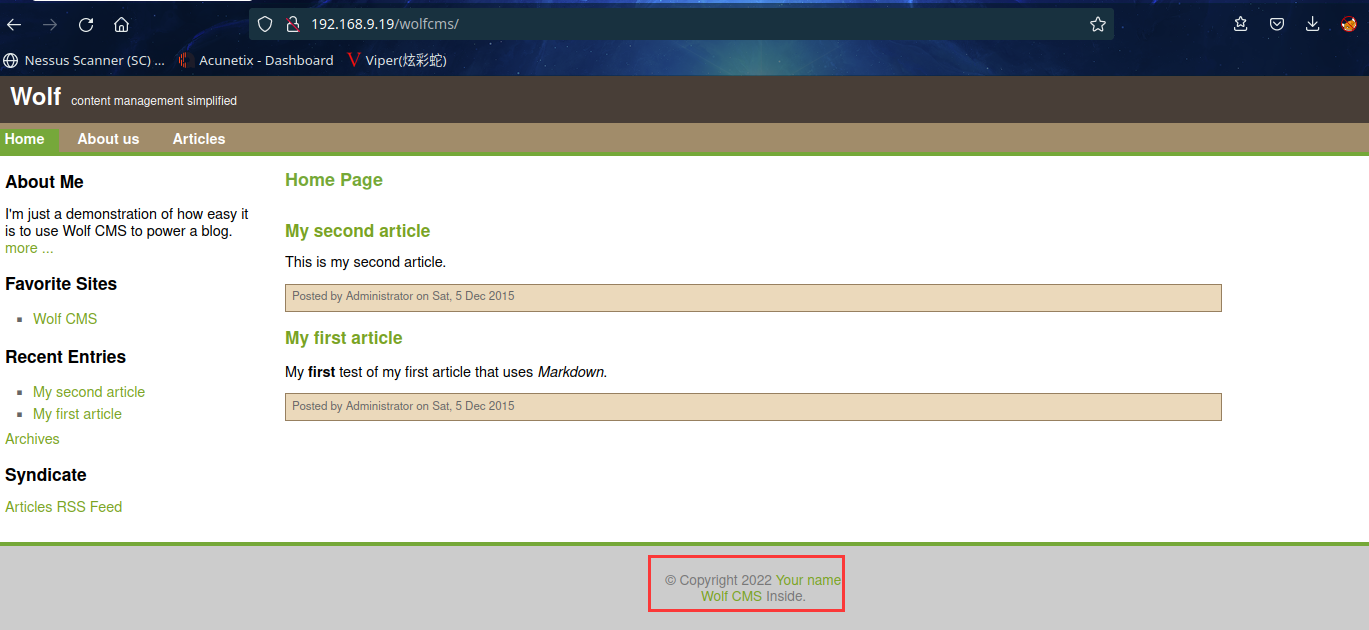 192.168.9.19/wolfcms/
Nessus Scanner (SC) ... Acunetix - Dashboard Viper(炫彩蛇)
Wolf content management simplified
Home About us Articles
About Me
I'm just a demonstration of how easy it
is to use Wolf CMS to power a blog.
more ...
Favorite Sites
Wolf CMS
Recent Entries
My second article
My first article
Archives
Syndicate
Articles RSS Feed
Home Page
My second article
This is my second article.
Posted by Administrator on Sat, 5 Dec 2015
My first article
My first test of my first article that uses Markdown.
Posted by Administrator on Sat, 5 Dec 2015
© Copyright 2022 Your name
Wolf CMS Inside.